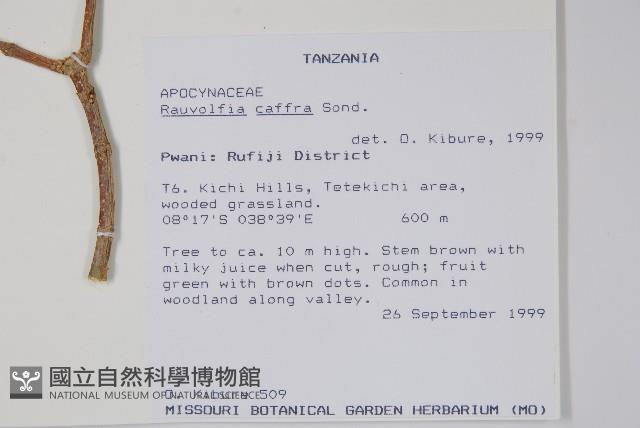 TANZANIA
APOCYNACEAE
Rauvolfia caffra Sond.
det. O. Kibure, 1999
Pwani: Rufiji District
T6. Kichi Hills, Tetekichi area,
wooded grassland.
08°17'S 038°39'E 600 m
Tree to ca. 10 m high. Stem brown with
milky juice when cut, rough; fruit
green with brown dots. Common in
woodland along valley.
26 September 1999
國立自然科學博物館
NATIONAL MUSEUM OF NATURAL SCIENCE
O. Kibure 509
MISSOURI BOTANICAL GARDEN HERBARIUM (MO)